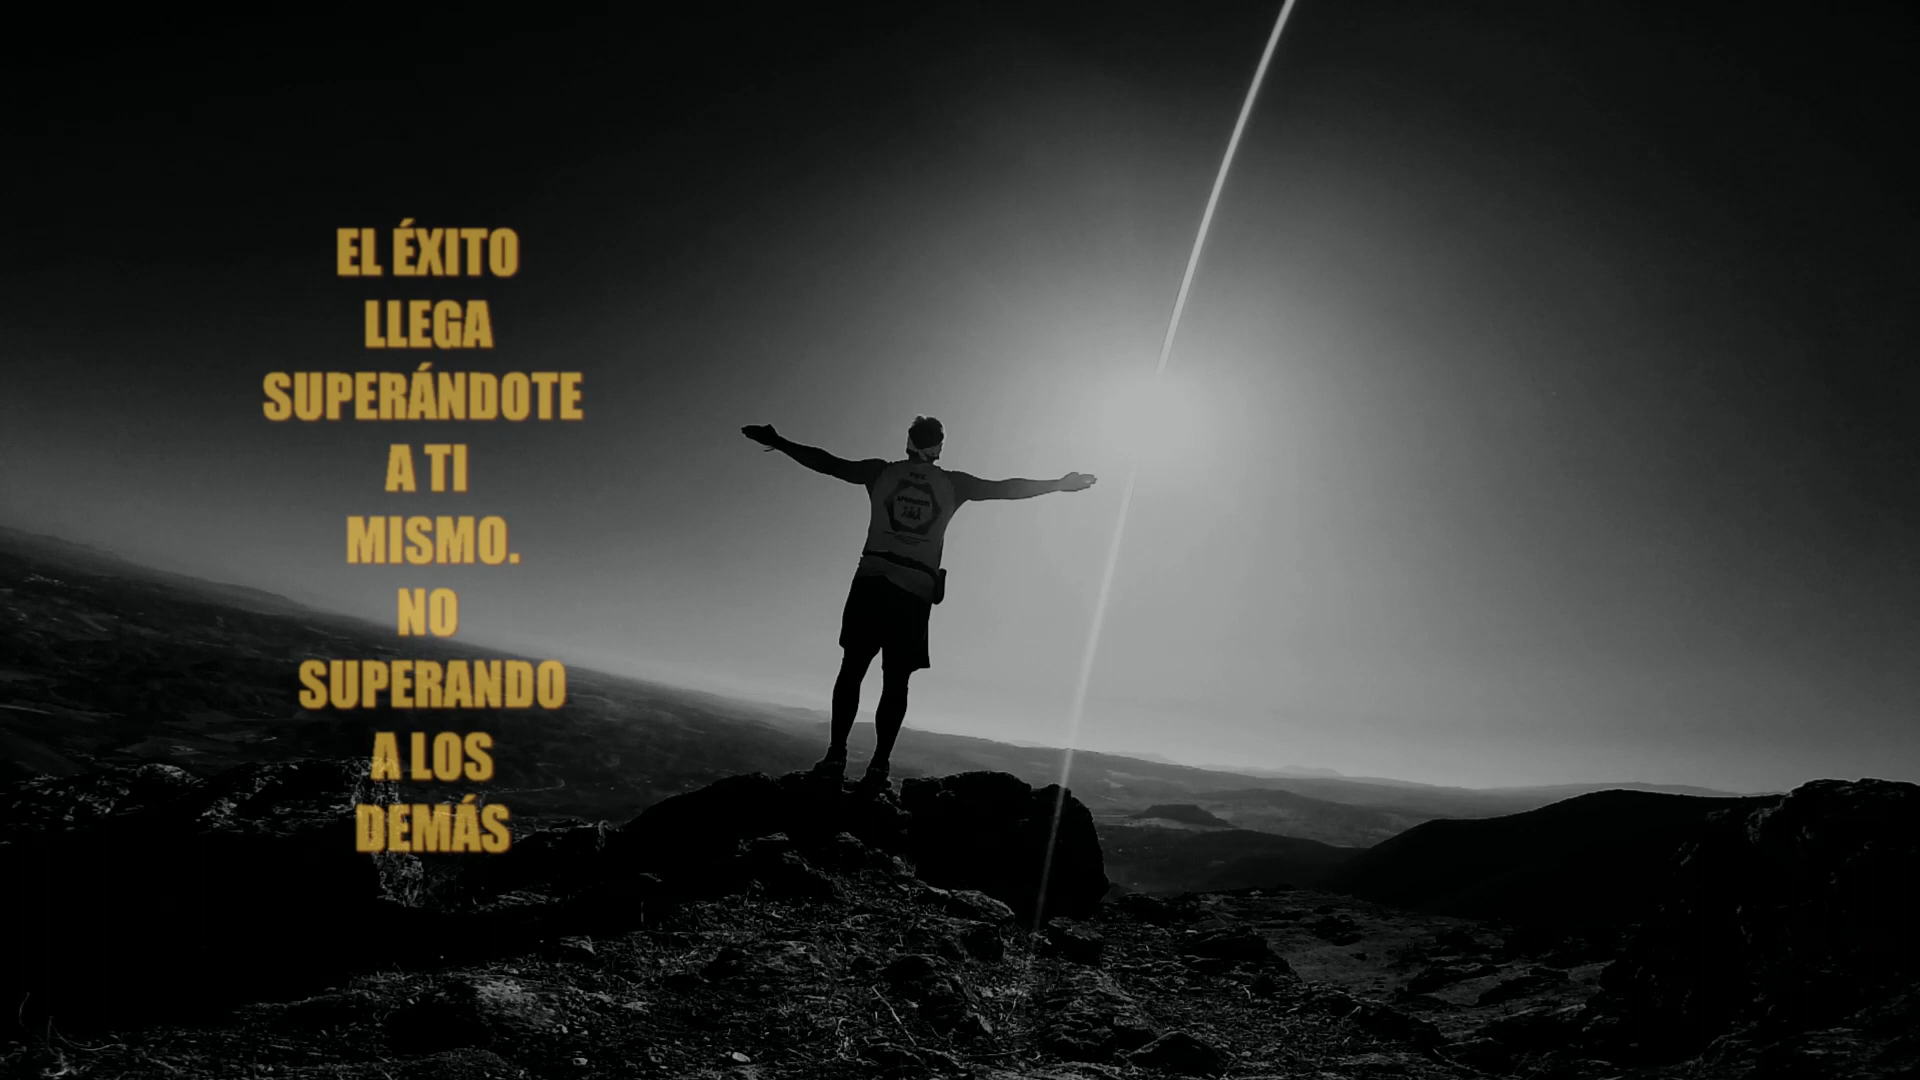 EL ÉXITO
LLEGA
SUPERÁNDOTE
A TI
MISMO.
NO
SUPERANDO
A LOS
DEMÁS